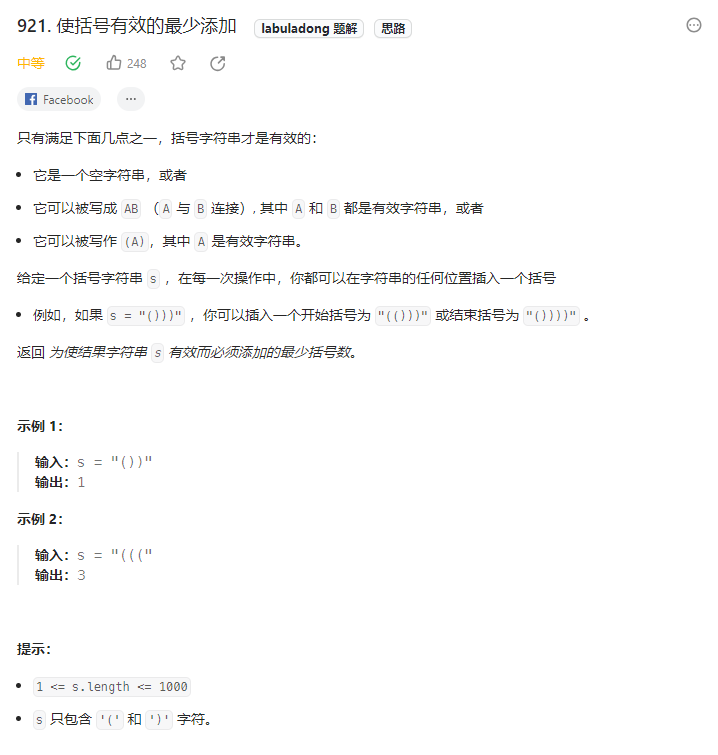 921. 使括号有效的最少添加 labuladong 题解 思路
中等 248
Facebook ...
只有满足下面几点之一，括号字符串才是有效的：
• 它是一个空字符串，或者
• 它可以被写成 AB （A 与 B 连接）, 其中 A 和 B 都是有效字符串，或者
• 它可以被写作 (A)，其中 A 是有效字符串。
给定一个括号字符串 s ，在每一次操作中，你都可以在字符串的任何位置插入一个括号
• 例如，如果 s = "()))" ，你可以插入一个开始括号为 "(()))" 或结束括号为 "())))" 。
返回 为使结果字符串 s 有效而必须添加的最少括号数。
示例 1：
输入：s = "())"
输出：1
示例 2：
输入：s = "((("
输出：3
提示：
• 1 <= s.length <= 1000
• s 只包含 '(' 和 ')' 字符。